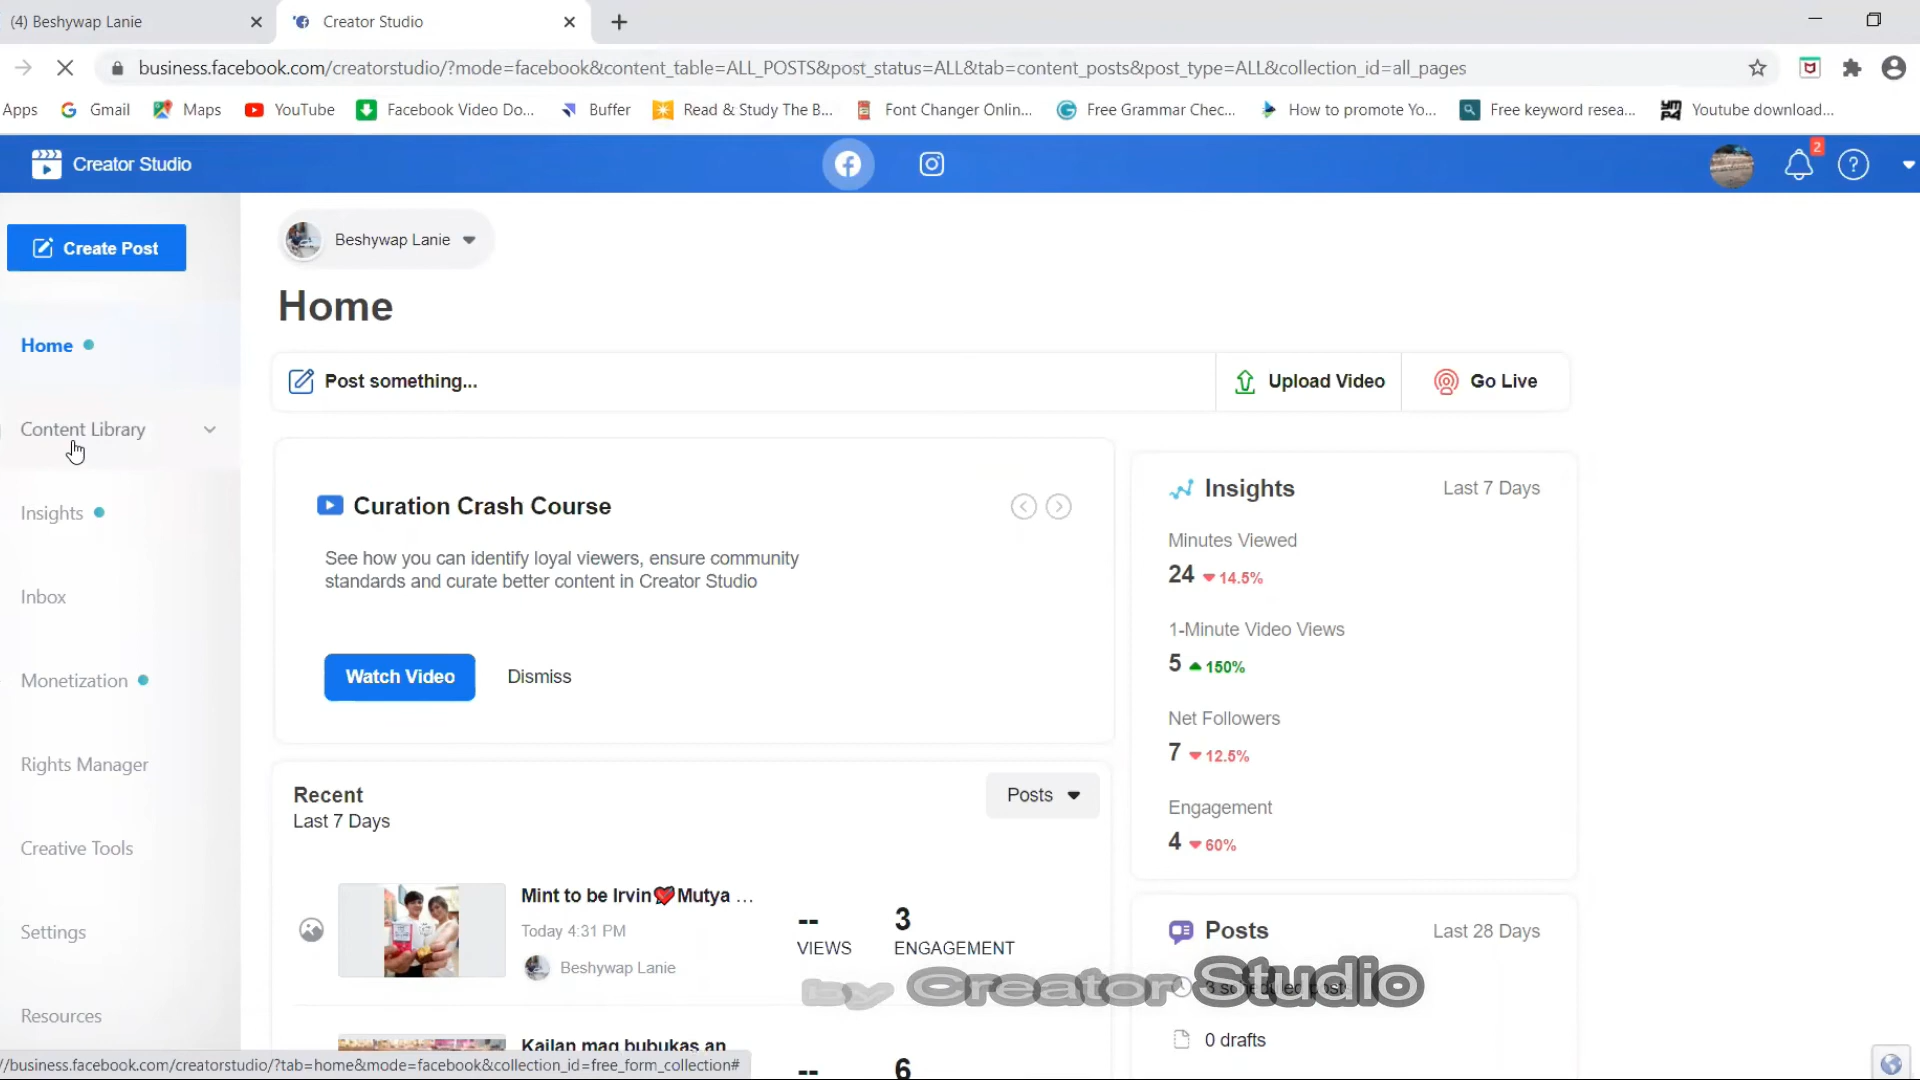 (4) Beshywap Lanie
Creator Studio
business.facebook.com/creatorstudio/?mode=facebook&content_table=ALL_POSTS&post_status=ALL&tab=content_posts&post_type=ALL&collection_id=all_pages
Apps Gmail Maps YouTube Facebook Video Do... Buffer Read & Study The B... Font Changer Onlin... Free Grammar Chec... How to promote Yo... Free keyword resea... Youtube download...
Creator Studio
2
Create Post
Beshywap Lanie
Home
Home
Post something...
Upload Video
Go Live
Content Library
Insights
Inbox
Monetization
Rights Manager
Creative Tools
Settings
Resources
Curation Crash Course
See how you can identify loyal viewers, ensure community
standards and curate better content in Creator Studio
Watch Video
Dismiss
Insights
Last 7 Days
Minutes Viewed
24 14.5%
1-Minute Video Views
5 150%
Net Followers
7 12.5%
Engagement
4 60%
Recent
Last 7 Days
Posts
Mint to be Irvin❤Mutya ...
Today 4:31 PM
Beshywap Lanie
--
VIEWS
3
ENGAGEMENT
Kailan mag bubukas an
--
6
Posts
Last 28 Days
3 scheduled posts
0 drafts
by Creator Studio
//business.facebook.com/creatorstudio/?tab=home&mode=facebook&collection_id=free_form_collection#